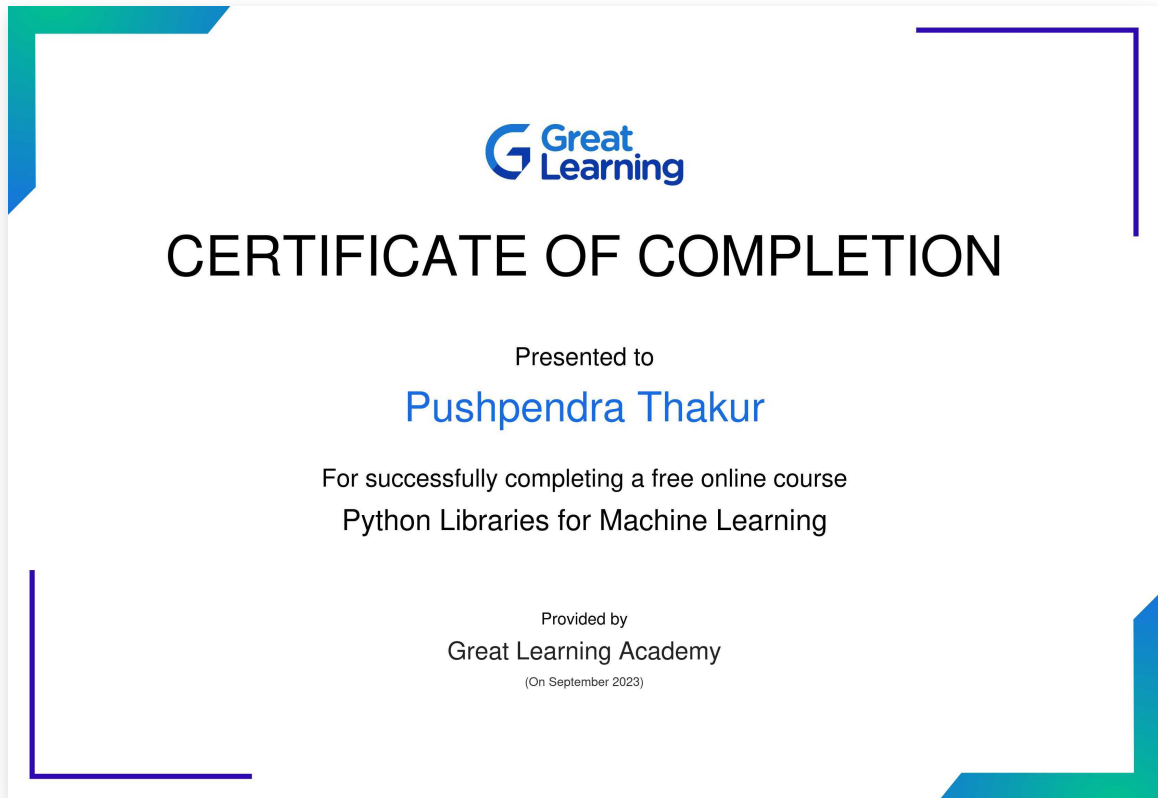 Great
Learning
CERTIFICATE OF COMPLETION
Presented to
Pushpendra Thakur
For successfully completing a free online course
Python Libraries for Machine Learning
Provided by
Great Learning Academy
(On September 2023)